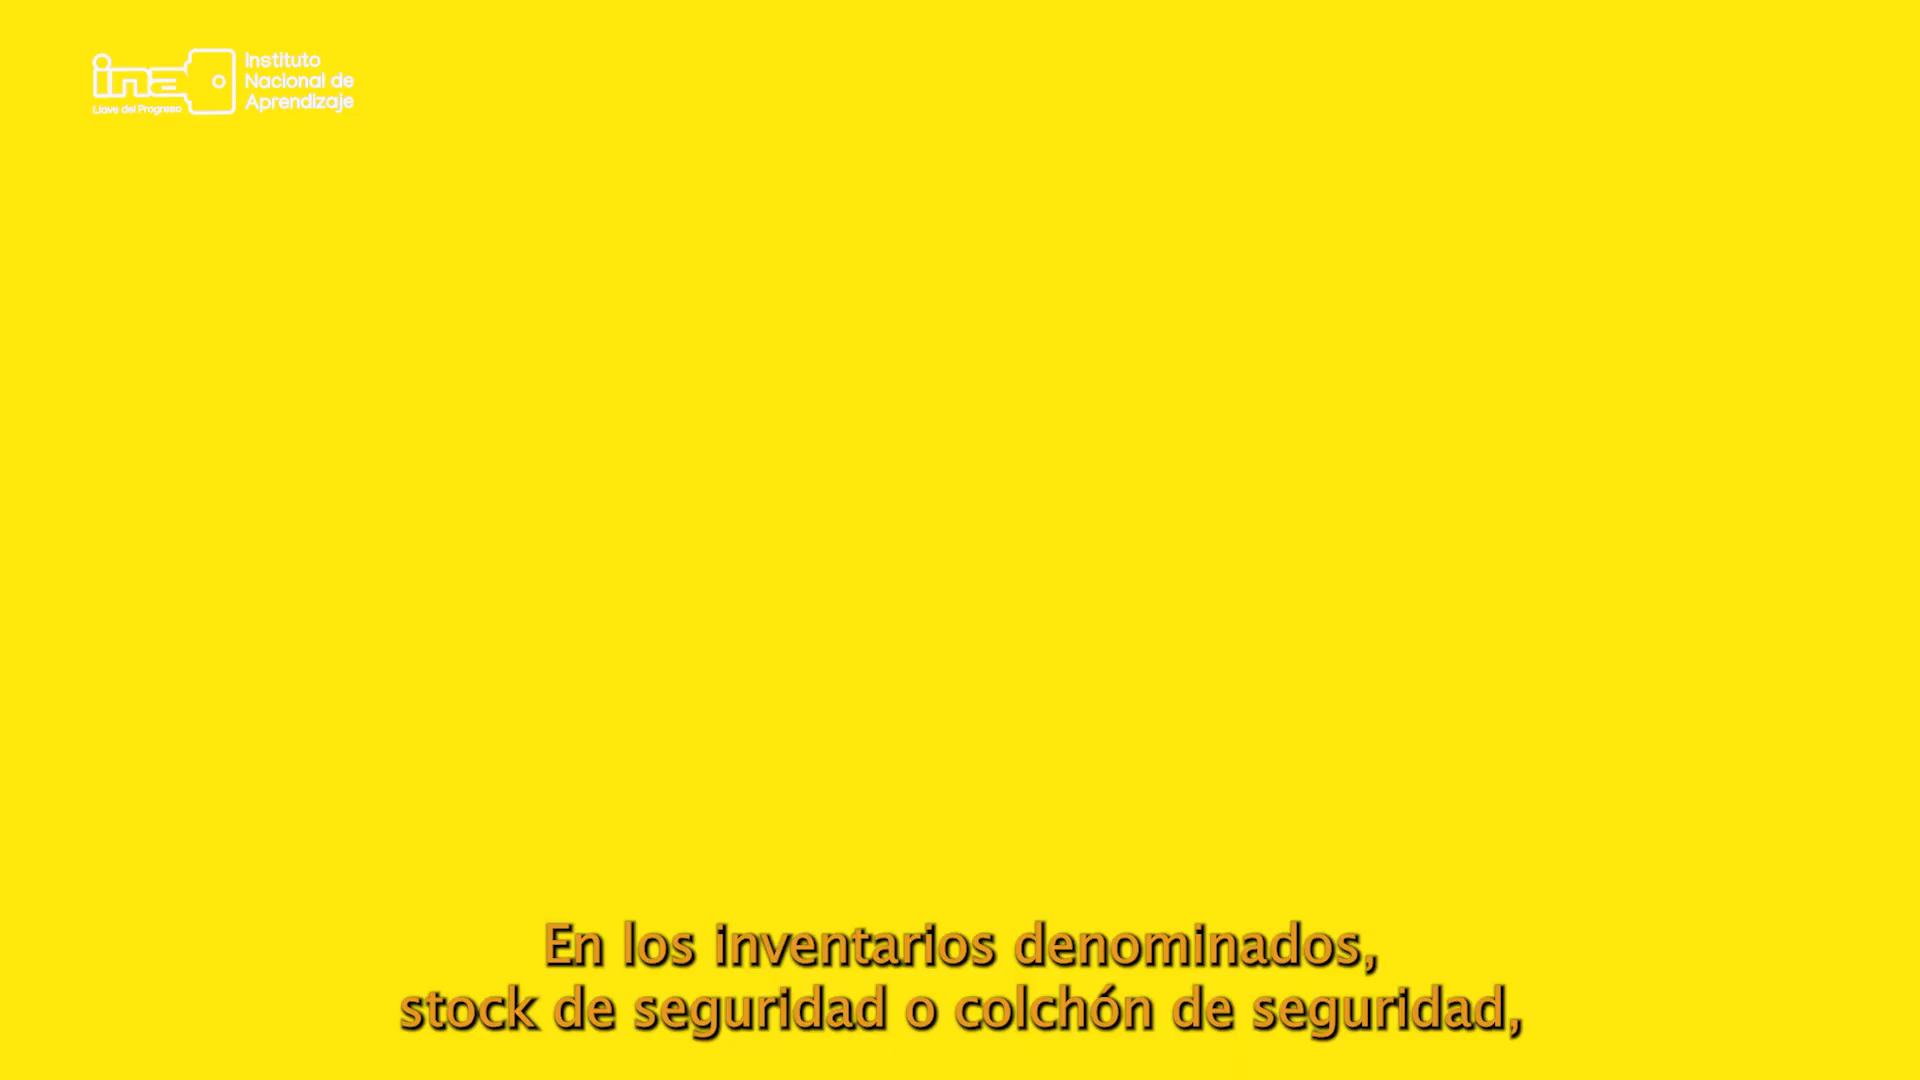 ina
Llave del Progreso
Instituto
Nacional de
Aprendizaje
En los inventarios denominados,
stock de seguridad o colchón de seguridad,